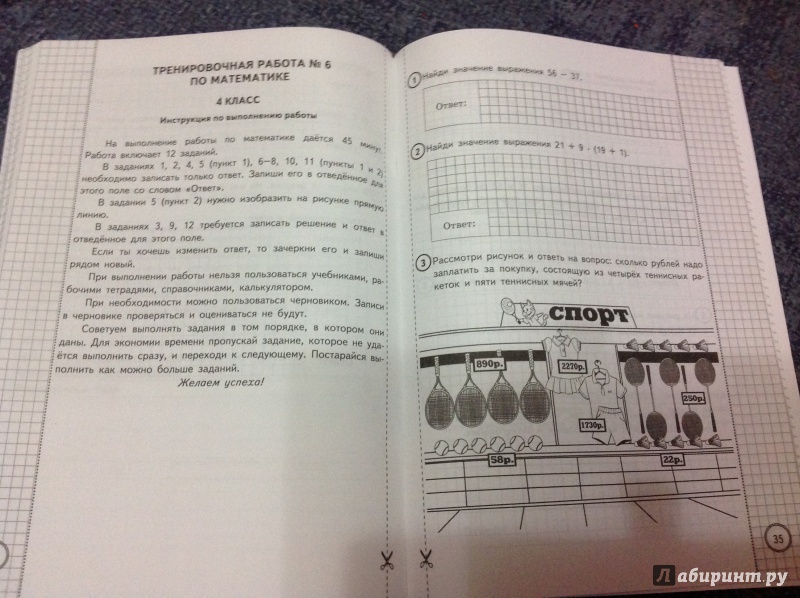 ТРЕНИРОВОЧНАЯ РАБОТА № 6
ПО МАТЕМАТИКЕ
4 КЛАСС
Инструкция по выполнению работы
На выполнение работы по математике даётся 45 минут.
Работа включает 12 заданий.
В заданиях 1, 2, 4, 5 (пункт 1), 6—8, 10, 11 (пункты 1 и 2)
необходимо записать только ответ. Запиши его в отведённое для
этого поле со словом «Ответ».
В задании 5 (пункт 2) нужно изобразить на рисунке прямую
линию.
В заданиях 3, 9, 12 требуется записать решение и ответ в
отведённое для этого поле.
Если ты хочешь изменить ответ, то зачеркни его и запиши
рядом новый.
При выполнении работы нельзя пользоваться учебниками, ра-
бочими тетрадями, справочниками, калькулятором.
При необходимости можно пользоваться черновиком. Записи
в черновике проверяться и оцениваться не будут.
Советуем выполнять задания в том порядке, в котором они
даны. Для экономии времени пропускай задание, которое не уда-
ётся выполнить сразу, и переходи к следующему. Постарайся вы-
полнить как можно больше заданий.
Желаем успеха!
1 Найди значение выражения 56 − 37.
Ответ:
2 Найди значение выражения 21 + 9 · (19 + 1).
Ответ:
3 Рассмотри рисунок и ответь на вопрос: сколько рублей надо
заплатить за покупку, состоящую из четырёх теннисных ра-
кеток и пяти теннисных мячей?
СПОРТ
890р.
2270р.
250р.
1730р.
58р.
22р.
35
Лабиринт.ру